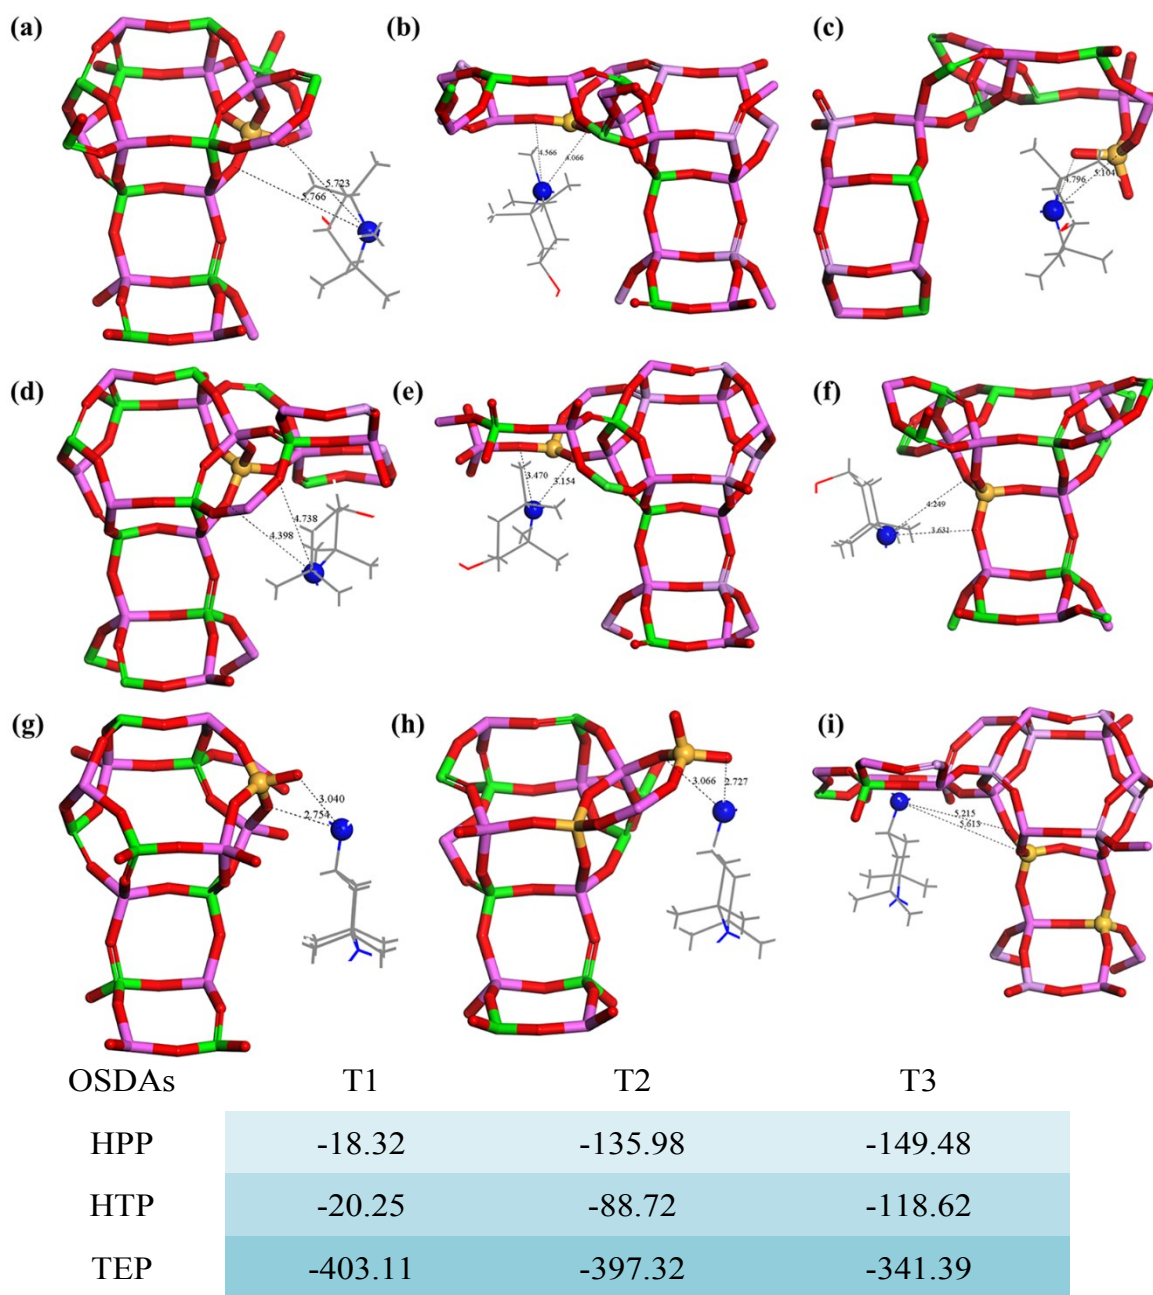 (a) (b) (c)
5.723
5.766
4.566 4.066
4.796 5.104
(d) (e) (f)
4.738
4.398
3.470 3.154
4.249
3.631
(g) (h) (i)
3.040
2.754
3.066 2.727
5.215
5.613
OSDAs T1 T2 T3
HPP -18.32 -135.98 -149.48
HTP -20.25 -88.72 -118.62
TEP -403.11 -397.32 -341.39